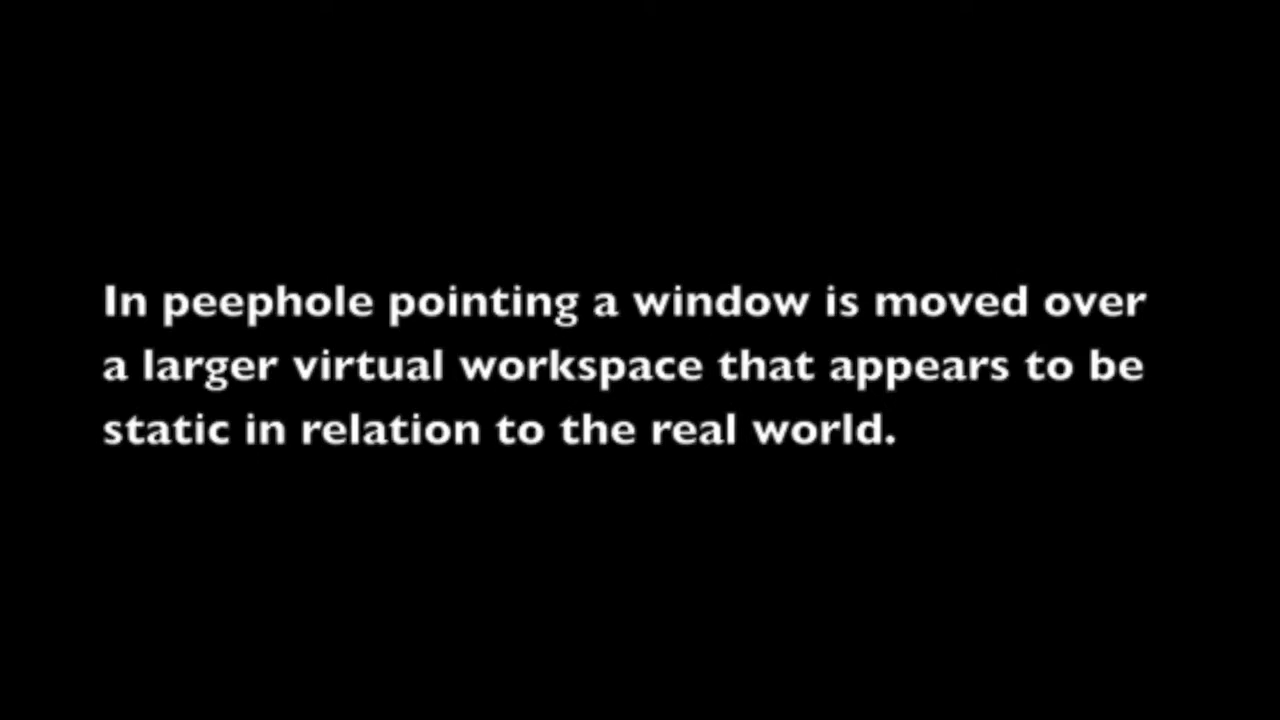 In peephole pointing a window is moved over
a larger virtual workspace that appears to be
static in relation to the real world.